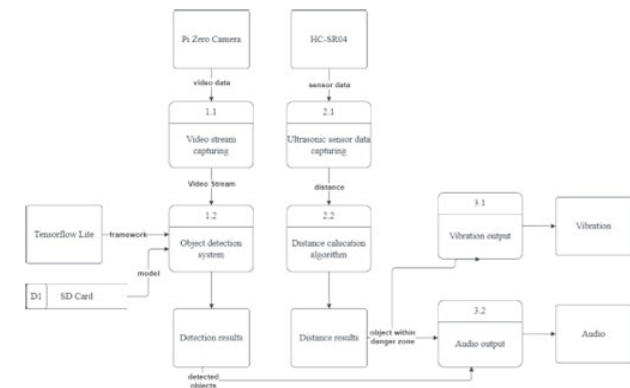 Pi Zero Camera
HC-SR04
video data
sensor data
1.1
Video stream
capturing
2.1
Ultrasonic sensor data
capturing
Video Stream
distance
Tensorflow Lite
framework
1.2
Object detection
system
2.2
Distance calucation
algorithm
3.1
Vibration output
Vibration
model
D1
SD Card
Detection results
Distance results
object within
danger zone
3.2
Audio output
Audio
detected
objects